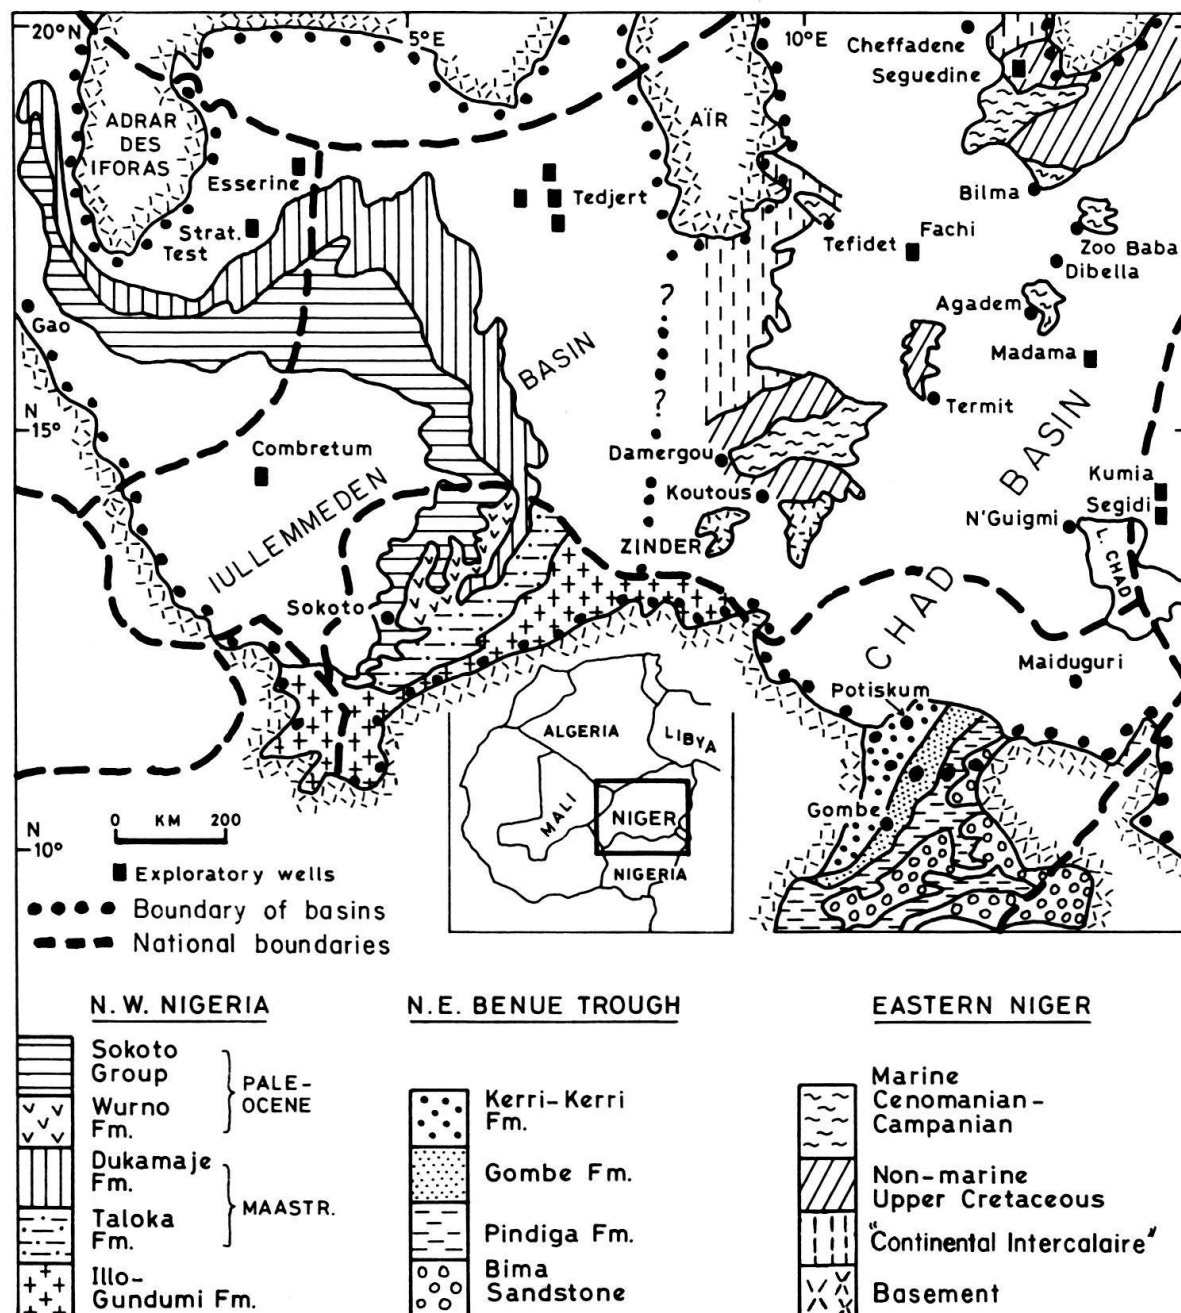 20°N
5°E
10°E
Cheffadene
Seguedine
ADRAR
DES
IFORAS
AÏR
Esserine
Tedjert
Bilma
Strat.
Test
Tefidet
Fachi
Zoo Baba
Dibella
Gao
Agadem
Madama
BASIN
N
15°
Termit
BASIN
Combretum
Damergou
Kumia
Koutous
Segidi
N'Guigmi
IULLEMMEDEN
ZINDER
L. CHAD
Sokoto
CHAD
Maiduguri
Potiskum
ALGERIA
LIBYA
MALI
NIGER
NIGERIA
Gombe
N
10°
0 KM 200
Exploratory wells
Boundary of basins
National boundaries
?
?
N. W. NIGERIA
Sokoto
Group
Wurno
Fm.
PALE-
OCENE
Dukamaje
Fm.
Taloka
Fm.
MAASTR.
Illo-
Gundumi Fm.
N.E. BENUE TROUGH
Kerri-Kerri
Fm.
Gombe Fm.
Pindiga Fm.
Bima
Sandstone
EASTERN NIGER
Marine
Cenomanian-
Campanian
Non-marine
Upper Cretaceous
"Continental Intercalaire"
Basement